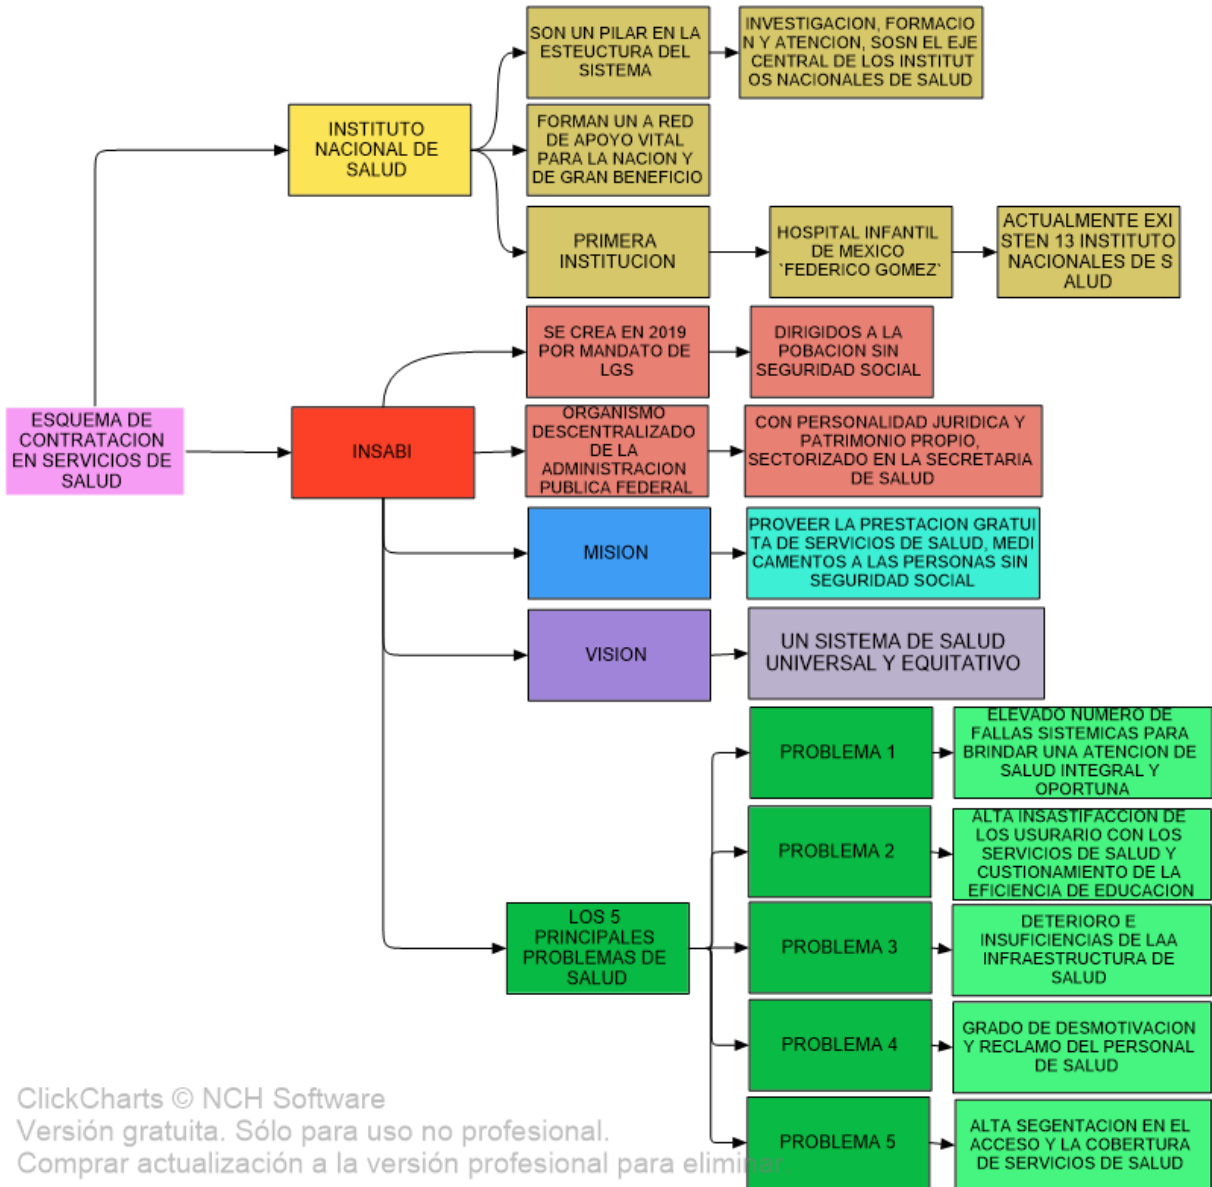 SON UN PILAR EN LA
ESTEUCTURA DEL
SISTEMA
INVESTIGACION, FORMACIO
N Y ATENCION, SOSN EL EJE
CENTRAL DE LOS INSTITUT
OS NACIONALES DE SALUD
INSTITUTO
NACIONAL DE
SALUD
FORMAN UN A RED
DE APOYO VITAL
PARA LA NACION Y
DE GRAN BENEFICIO
PRIMERA
INSTITUCION
HOSPITAL INFANTIL
DE MEXICO
`FEDERICO GOMEZ`
ACTUALMENTE EXI
STEN 13 INSTITUTO
NACIONALES DE S
ALUD
ESQUEMA DE
CONTRATACION
EN SERVICIOS DE
SALUD
INSABI
SE CREA EN 2019
POR MANDATO DE
LGS
DIRIGIDOS A LA
POBACION SIN
SEGURIDAD SOCIAL
ORGANISMO
DESCENTRALIZADO
DE LA
ADMINISTRACION
PUBLICA FEDERAL
CON PERSONALIDAD JURIDICA Y
PATRIMONIO PROPIO,
SECTORIZADO EN LA SECRETARIA
DE SALUD
MISION
PROVEER LA PRESTACION GRATUI
TA DE SERVICIOS DE SALUD, MEDI
CAMENTOS A LAS PERSONAS SIN
SEGURIDAD SOCIAL
VISION
UN SISTEMA DE SALUD
UNIVERSAL Y EQUITATIVO
LOS 5
PRINCIPALES
PROBLEMAS DE
SALUD
PROBLEMA 1
ELEVADO NUMERO DE
FALLAS SISTEMICAS PARA
BRINDAR UNA ATENCION DE
SALUD INTEGRAL Y
OPORTUNA
PROBLEMA 2
ALTA INSASTIFACCION DE
LOS USURARIO CON LOS
SERVICIOS DE SALUD Y
CUSTIONAMIENTO DE LA
EFICIENCIA DE EDUCACION
PROBLEMA 3
DETERIORO E
INSUFICIENCIAS DE LAA
INFRAESTRUCTURA DE
SALUD
PROBLEMA 4
GRADO DE DESMOTIVACION
Y RECLAMO DEL PERSONAL
DE SALUD
PROBLEMA 5
ALTA SEGENTACION EN EL
ACCESO Y LA COBERTURA
DE SERVICIOS DE SALUD
ClickCharts © NCH Software
Versión gratuita. Sólo para uso no profesional.
Comprar actualización a la versión profesional para eliminar.